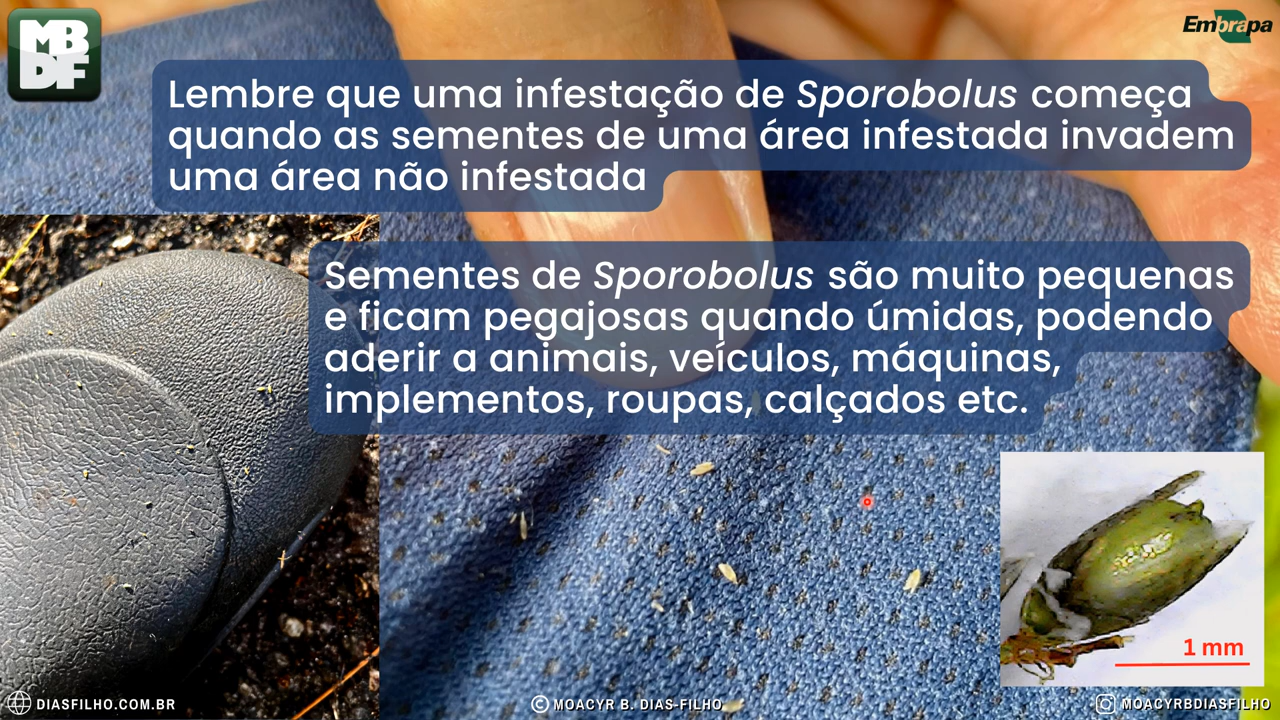 MB
DF
Embrapa
Lembre que uma infestação de Sporobolus começa
quando as sementes de uma área infestada invadem
uma área não infestada
Sementes de Sporobolus são muito pequenas
e ficam pegajosas quando úmidas, podendo
aderir a animais, veículos, máquinas,
implementos, roupas, calçados etc.
1 mm
DIASFILHO.COM.BR
© MOACYR B. DIAS-FILHO
MOACYRBDIASFILHO